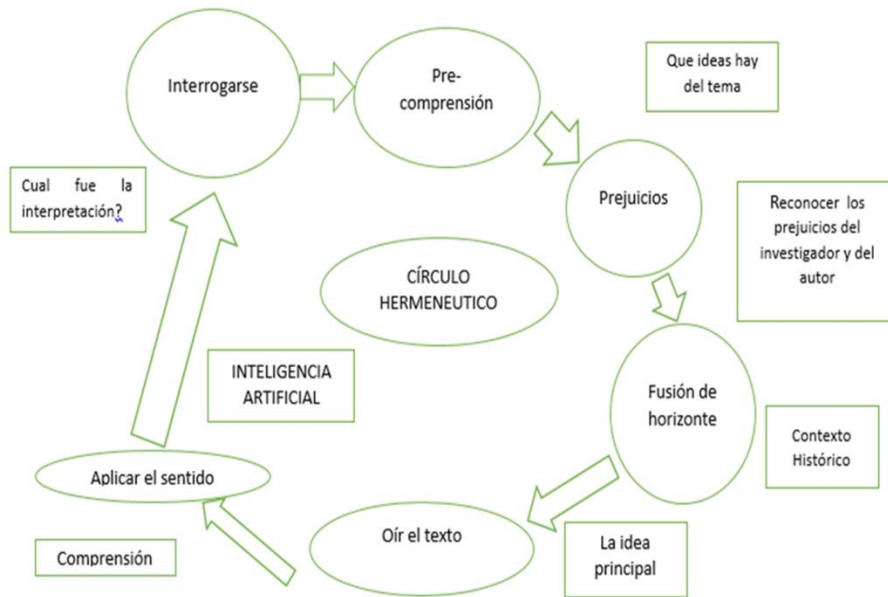 Interrogarse
Pre-
comprensión
Que ideas hay
del tema
Prejuicios
Reconocer los
prejuicios del
investigador y del
autor
Cual fue la
interpretación?
CÍRCULO
HERMENEUTICO
INTELIGENCIA
ARTIFICIAL
Fusión de
horizonte
Contexto
Histórico
Aplicar el sentido
Oír el texto
La idea
principal
Comprensión